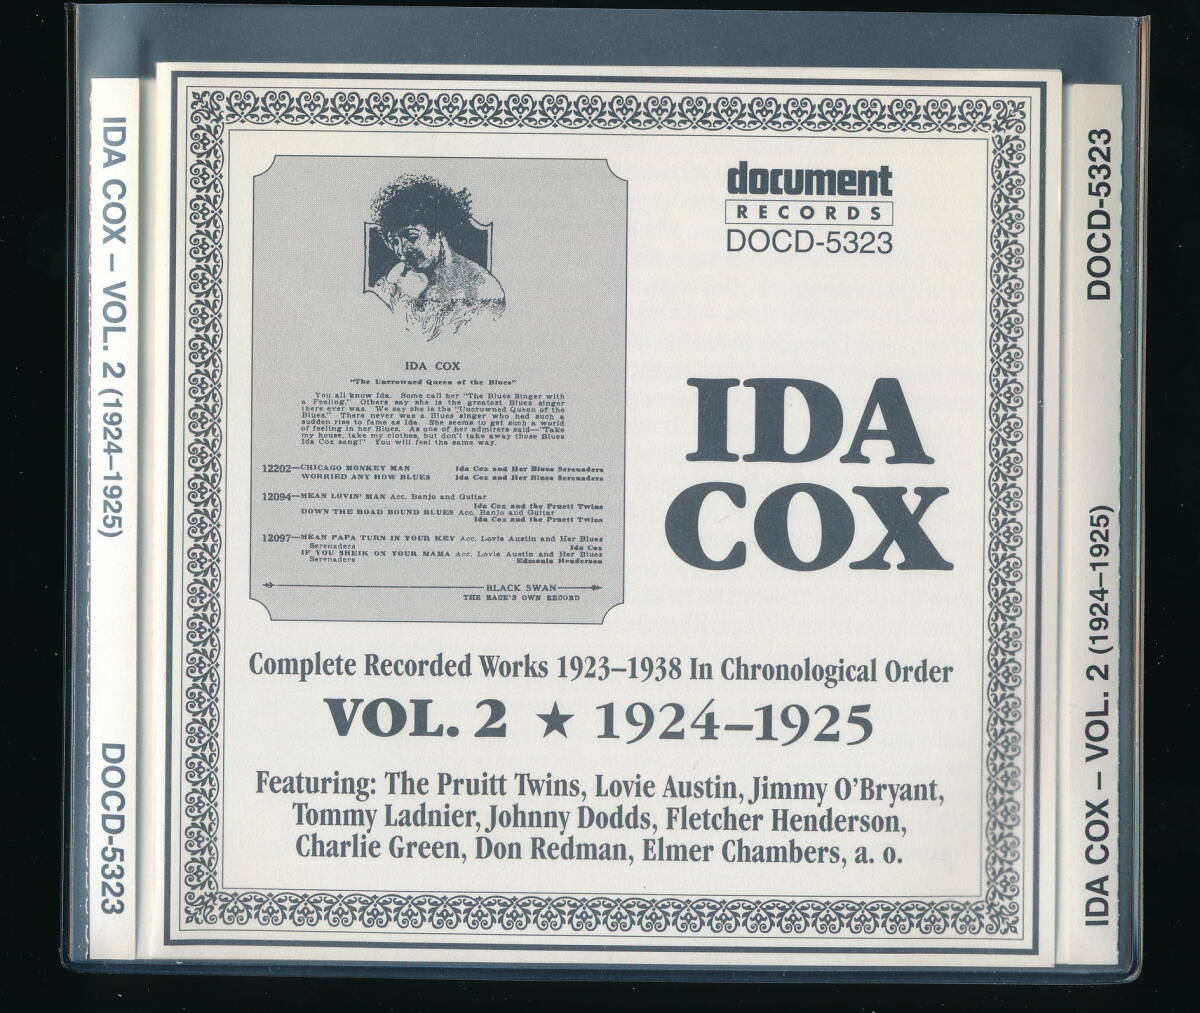 IDA COX – VOL. 2 (1924–1925)
DOCD-5323
document
RECORDS
DOCD-5323
IDA COX
"The Uncrowned Queen of the Blues"
You all know Ida. Some call her "The Blues Singer with
a Feeling." Others say she is the greatest Blues singer
there ever was. We say she is the "Uncrowned Queen of the
Blues." There never was a Blues singer who had such a
sudden rise to fame as Ida. She seems to get such a world
of feeling in her Blues. As one of her admirers said—"Take
my house, take my clothes, but don't take away those Blues
Ida Cox sang!" You will feel the same way.
12202—CHICAGO MONKEY MAN Ida Cox and Her Blues Serenaders
WORRIED ANY HOW BLUES Ida Cox and Her Blues Serenaders
12094—MEAN LOVIN' MAN Acc. Banjo and Guitar
Ida Cox and the Pruett Twins
DOWN THE ROAD BOUND BLUES Acc. Banjo and Guitar
Ida Cox and the Pruett Twins
12097—MEAN PAPA TURN IN YOUR KEY Acc. Lovie Austin and Her Blues
Serenaders Ida Cox
IF YOU SHEIK ON YOUR MAMA Acc. Lovie Austin and Her Blues
Serenaders Edmonia Henderson
BLACK SWAN
THE RACE'S OWN RECORD
IDA
COX
Complete Recorded Works 1923–1938 In Chronological Order
VOL. 2 ★ 1924–1925
Featuring: The Pruitt Twins, Lovie Austin, Jimmy O'Bryant,
Tommy Ladnier, Johnny Dodds, Fletcher Henderson,
Charlie Green, Don Redman, Elmer Chambers, a. o.
IDA COX – VOL. 2 (1924–1925)
DOCD-5323